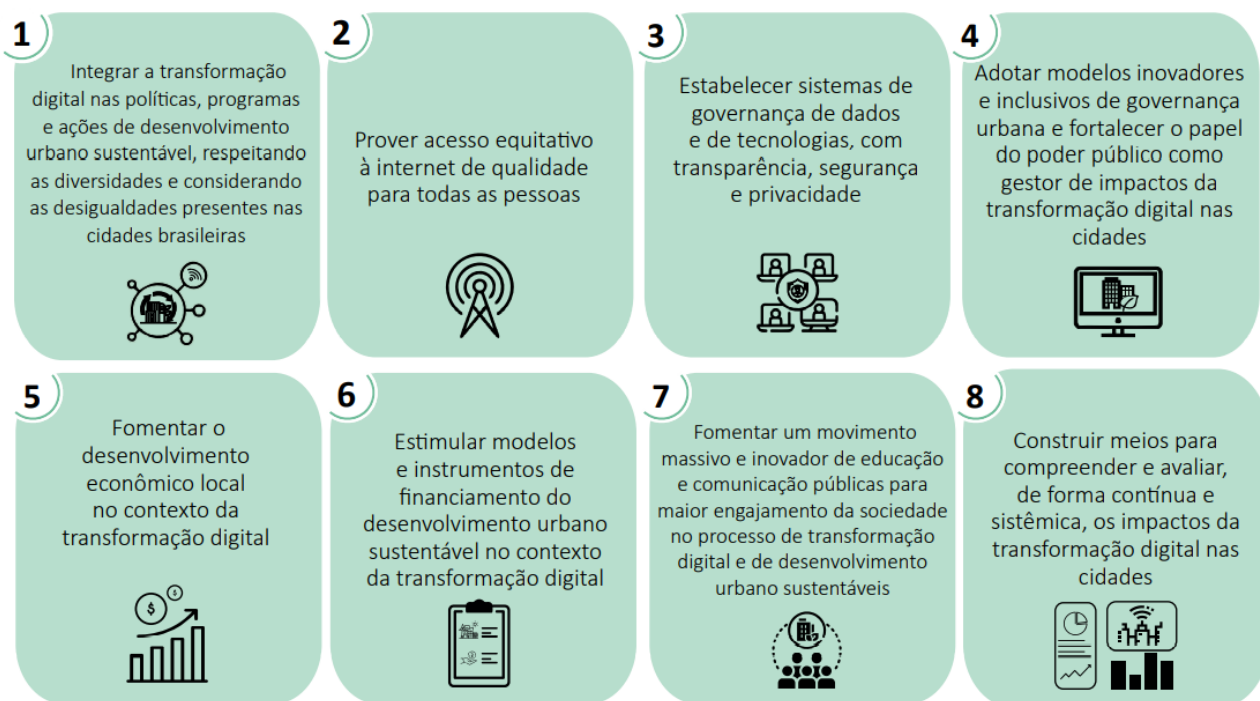 1
Integrar a transformação
digital nas políticas, programas
e ações de desenvolvimento
urbano sustentável, respeitando
as diversidades e considerando
as desigualdades presentes nas
cidades brasileiras
2
Prover acesso equitativo
à internet de qualidade
para todas as pessoas
3
Estabelecer sistemas de
governança de dados
e de tecnologias, com
transparência, segurança
e privacidade
4
Adotar modelos inovadores
e inclusivos de governança
urbana e fortalecer o papel
do poder público como
gestor de impactos da
transformação digital nas
cidades
5
Fomentar o
desenvolvimento
econômico local
no contexto da
transformação digital
6
Estimular modelos
e instrumentos de
financiamento do
desenvolvimento urbano
sustentável no contexto
da transformação digital
7
Fomentar um movimento
massivo e inovador de educação
e comunicação públicas para
maior engajamento da sociedade
no processo de transformação
digital e de desenvolvimento
urbano sustentáveis
8
Construir meios para
compreender e avaliar,
de forma contínua e
sistêmica, os impactos da
transformação digital nas
cidades